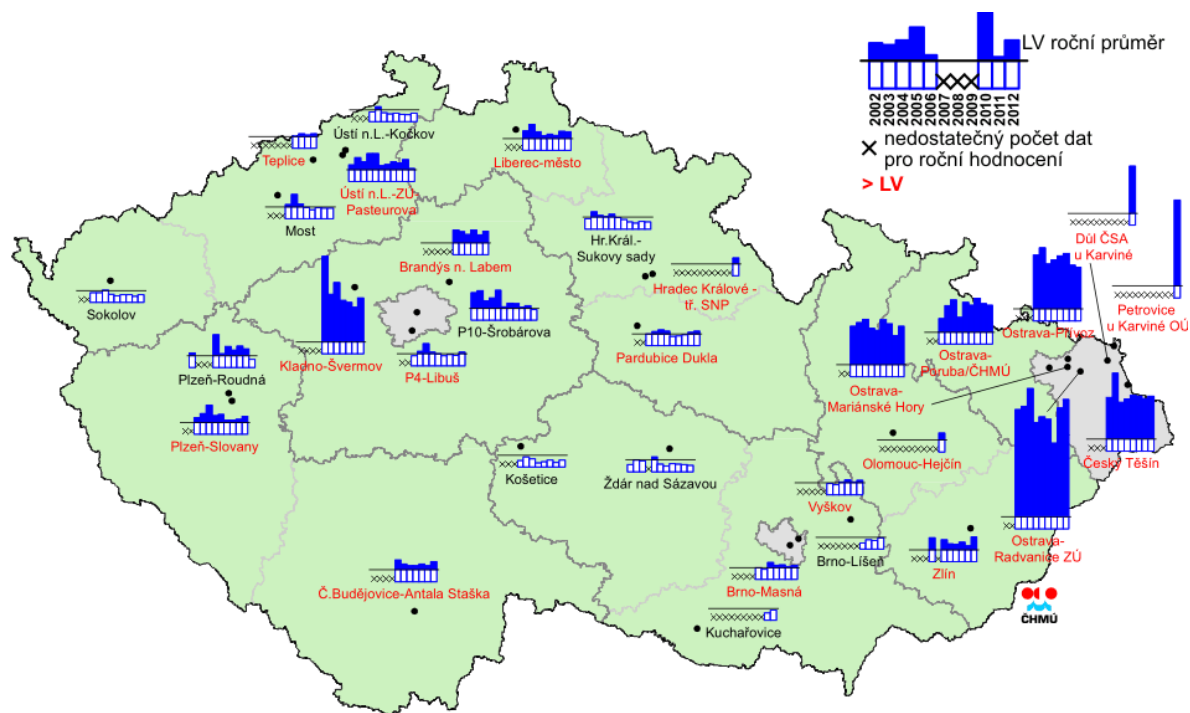 LV roční průměr
2002
2003
2004
2005
2006
2007
2008
2009
2010
2011
2012
nedostatečný počet dat
pro roční hodnocení
> LV
Ústí n.L.-Kočkov
Teplice
Ústí n.L.-ZÚ
Pasteurova
Liberec-město
Most
Hr.Král.-
Sukovy sady
Brandýs n. Labem
Hradec Králové -
tř. SNP
Důl ČSA
u Karviné
Petrovice
u Karviné OÚ
Sokolov
P10-Šrobárova
Ostrava-Přívoz
Plzeň-Roudná
Kladno-Švermov
P4-Libuš
Pardubice Dukla
Ostrava-
Poruba/ČHMÚ
Ostrava-
Mariánské Hory
Plzeň-Slovany
Košetice
Ždár nad Sázavou
Olomouc-Hejčín
Český Těšín
Vyškov
Brno-Líšeň
Zlín
Ostrava-
Radvanice ZÚ
Č.Budějovice-Antala Staška
Brno-Masná
Kuchařovice
ČHMÚ